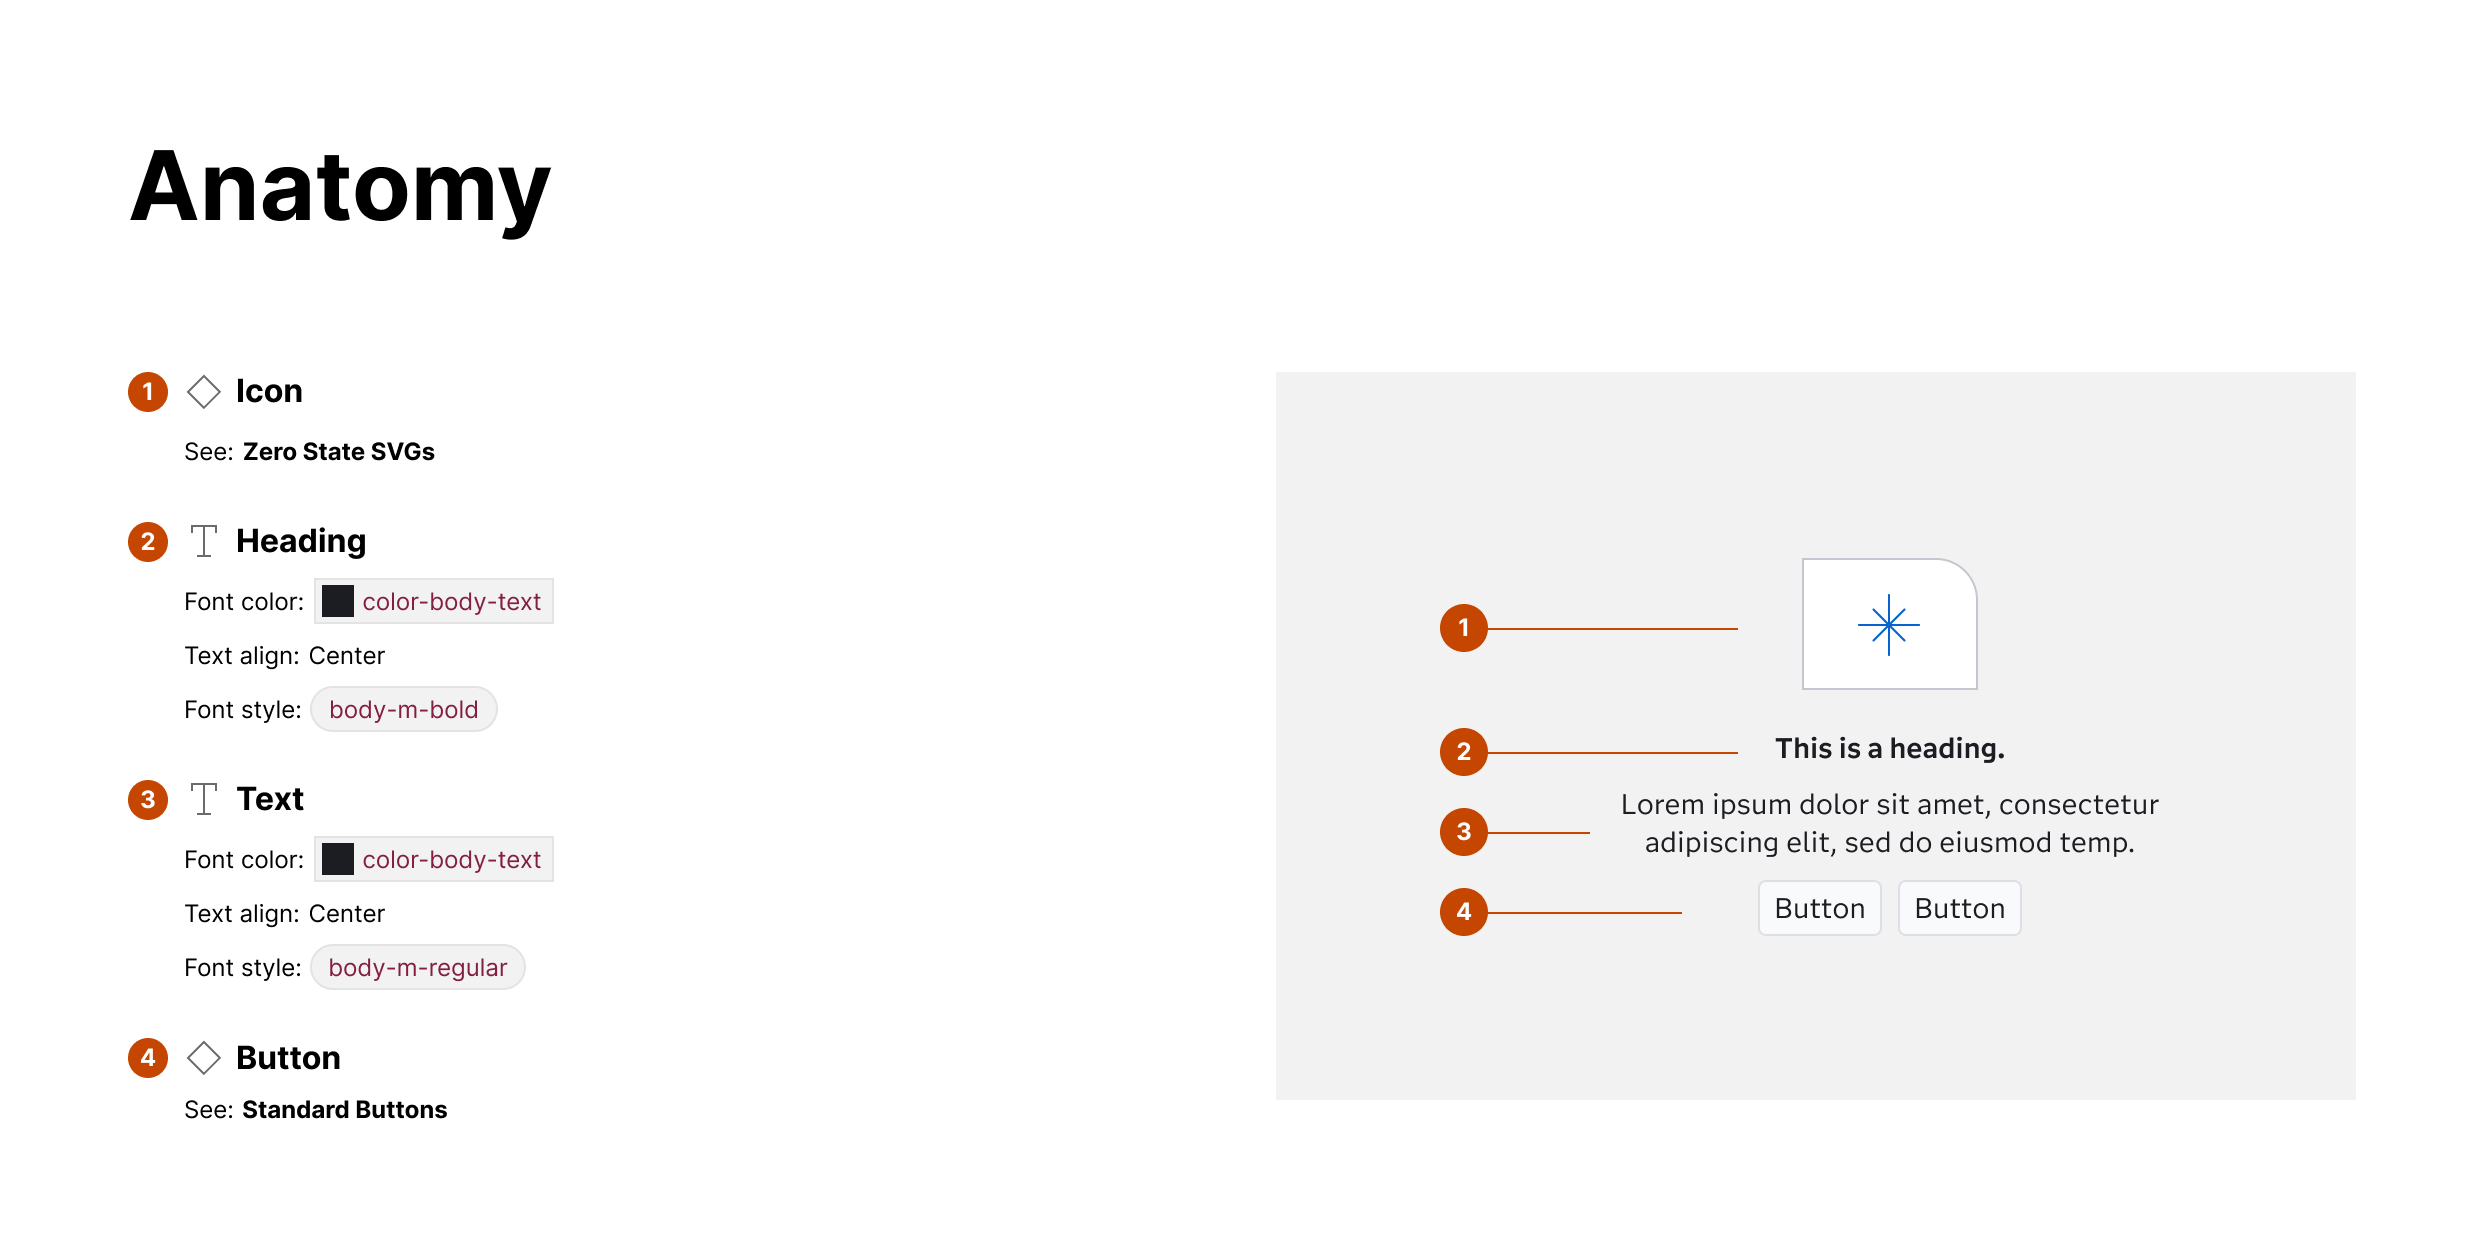 Anatomy
1 Icon
See: Zero State SVGs
2 Heading
Font color: color-body-text
Text align: Center
Font style: body-m-bold
3 Text
Font color: color-body-text
Text align: Center
Font style: body-m-regular
4 Button
See: Standard Buttons
1
2 This is a heading.
3 Lorem ipsum dolor sit amet, consectetur
adipiscing elit, sed do eiusmod temp.
4 Button Button